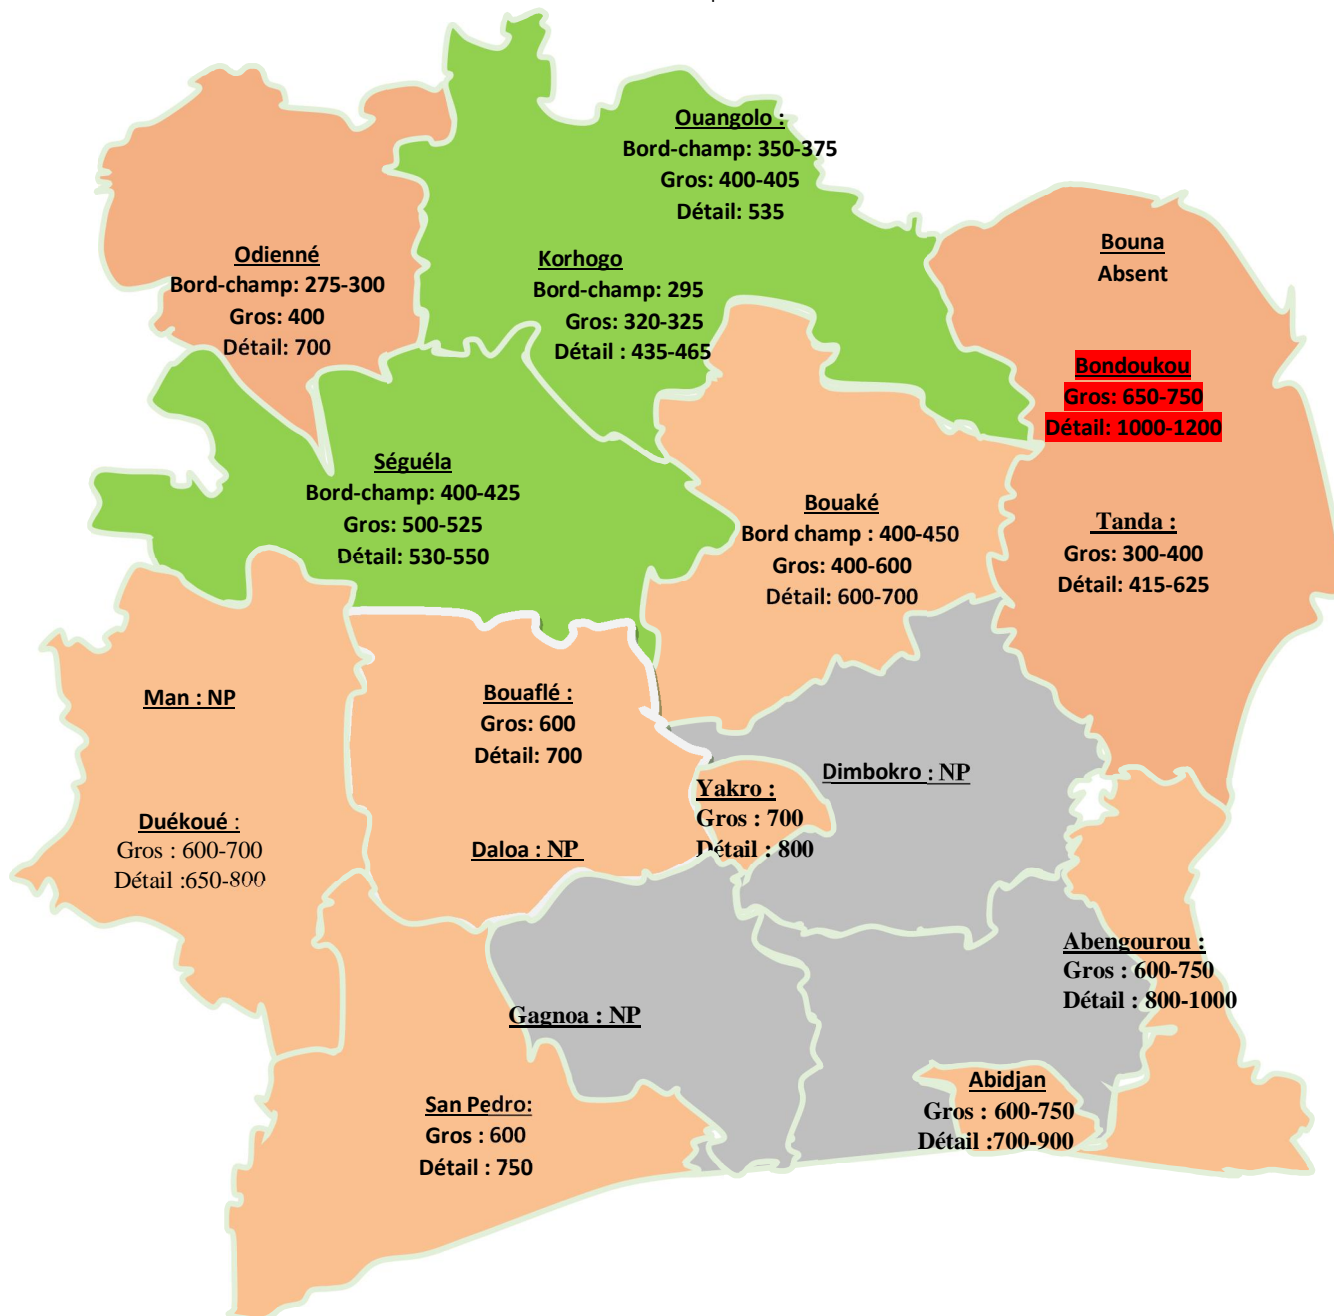 Ouangolo :
Bord-champ: 350-375
Gros: 400-405
Détail: 535
Odienné
Bord-champ: 275-300
Gros: 400
Détail: 700
Korhogo
Bord-champ: 295
Gros: 320-325
Détail : 435-465
Bouna
Absent
Bondoukou
Gros: 650-750
Détail: 1000-1200
Séguéla
Bord-champ: 400-425
Gros: 500-525
Détail: 530-550
Bouaké
Bord champ : 400-450
Gros: 400-600
Détail: 600-700
Tanda :
Gros: 300-400
Détail: 415-625
Man : NP
Bouaflé :
Gros: 600
Détail: 700
Dimbokro : NP
Yakro :
Gros : 700
Détail : 800
Duékoué :
Gros : 600-700
Détail :650-800
Daloa : NP
Abengourou :
Gros : 600-750
Détail : 800-1000
Gagnoa : NP
San Pedro:
Gros : 600
Détail : 750
Abidjan
Gros : 600-750
Détail :700-900